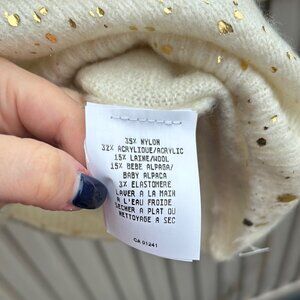 35% NYLON
32% ACRYLIQUE/ACRYLIC
15% LAINE/WOOL
15% BEBE ALPAGA/
BABY ALPACA
3% ELASTOMERE
LAVER A LA MAIN
A L'EAU FROIDE
SECHER A PLAT OU
NETTOYAGE A SEC
CA 01241